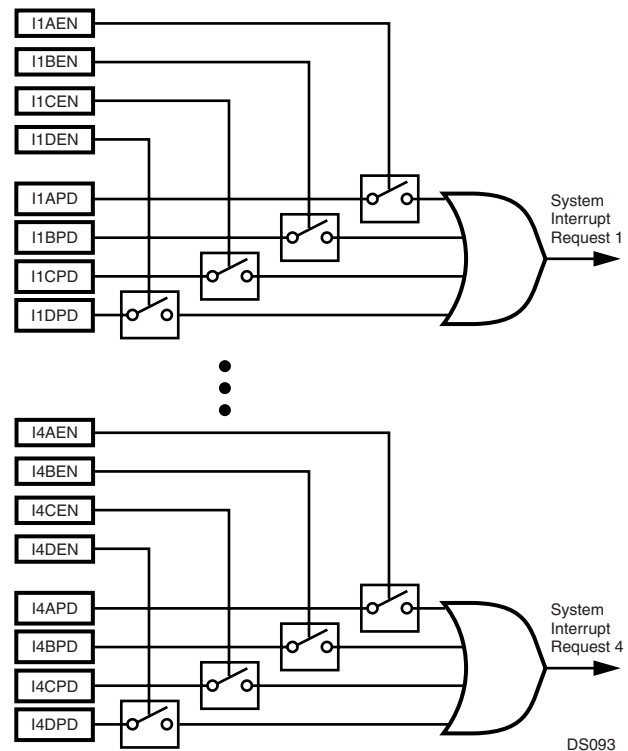 I1AEN
I1BEN
I1CEN
I1DEN
I1APD
I1BPD
I1CPD
I1DPD
System
Interrupt
Request 1
I4AEN
I4BEN
I4CEN
I4DEN
I4APD
I4BPD
I4CPD
I4DPD
System
Interrupt
Request 4
DS093